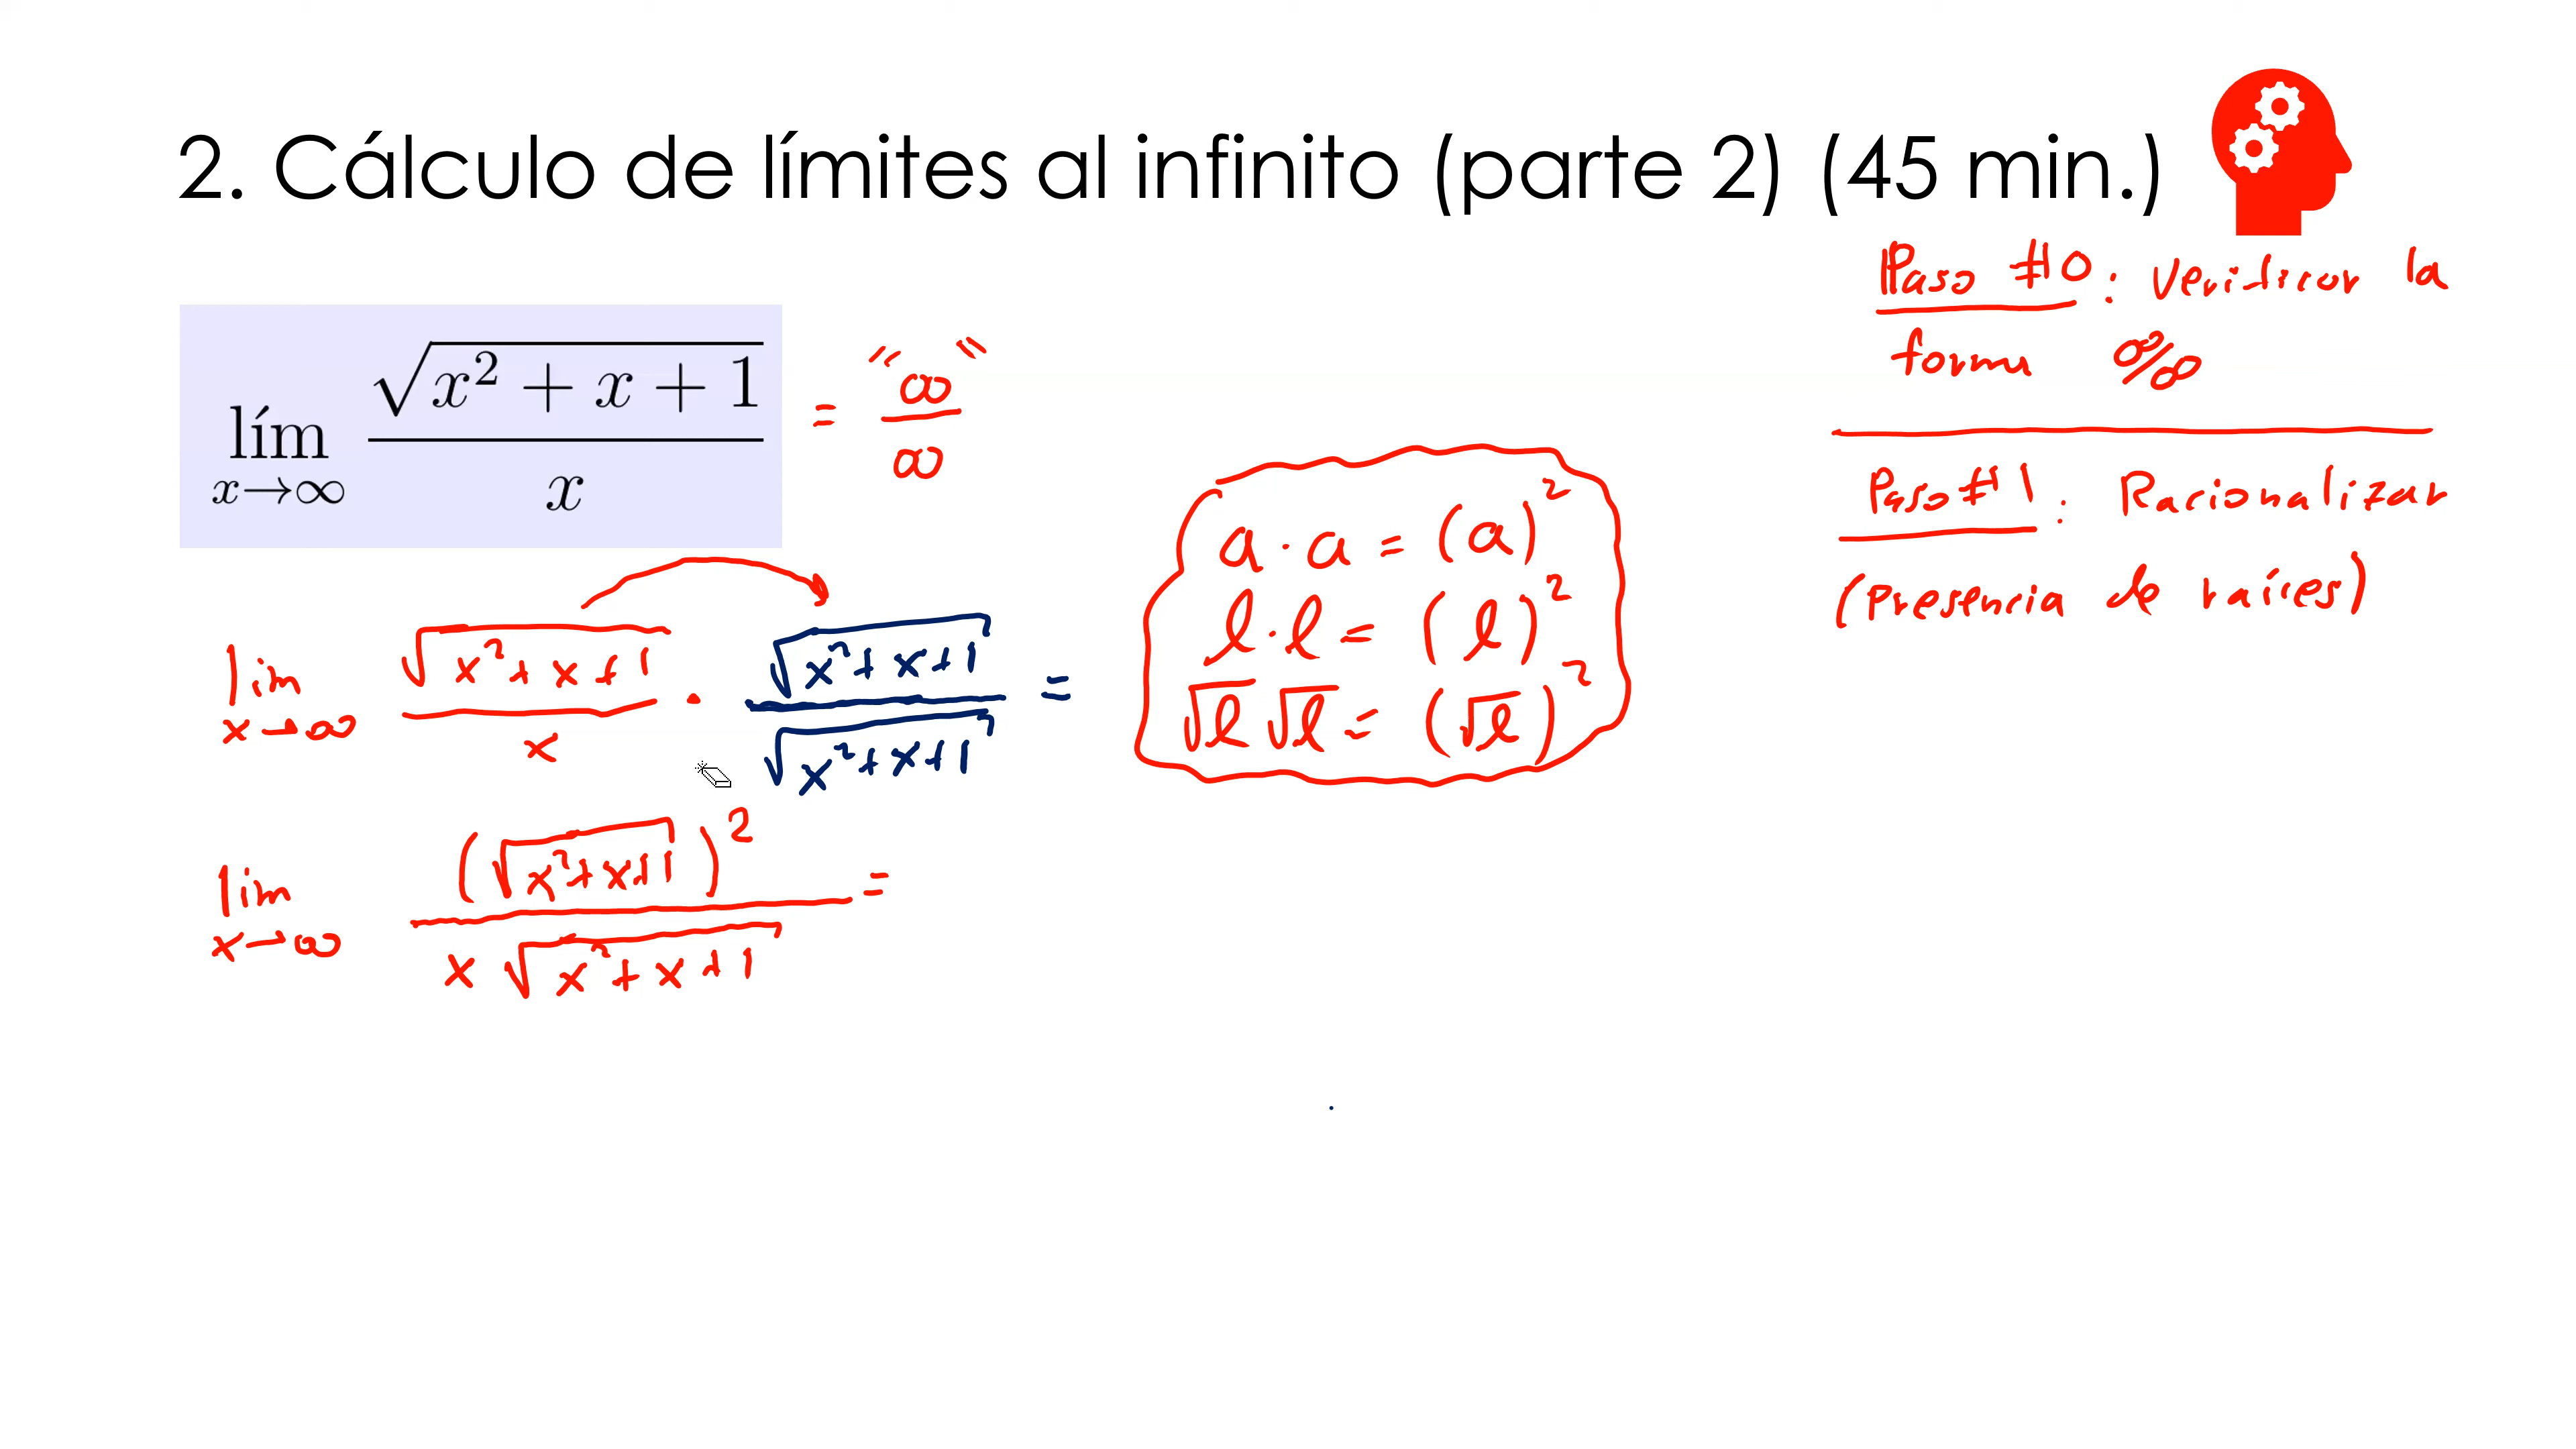 2. Cálculo de límites al infinito (parte 2) (45 min.)
Paso #0: Verificar la
forma ∞/∞
lím x→∞ √(x² + x + 1) / x = "∞/∞"
Paso #1: Racionalizar
(Presencia de raíces)
a · a = (a)²
l · l = (l)²
√l √l = (√l)²
lim x→∞ √(x² + x + 1) / x · √(x² + x + 1) / √(x² + x + 1) =
lim x→∞ (√(x² + x + 1))² / x √(x² + x + 1) =